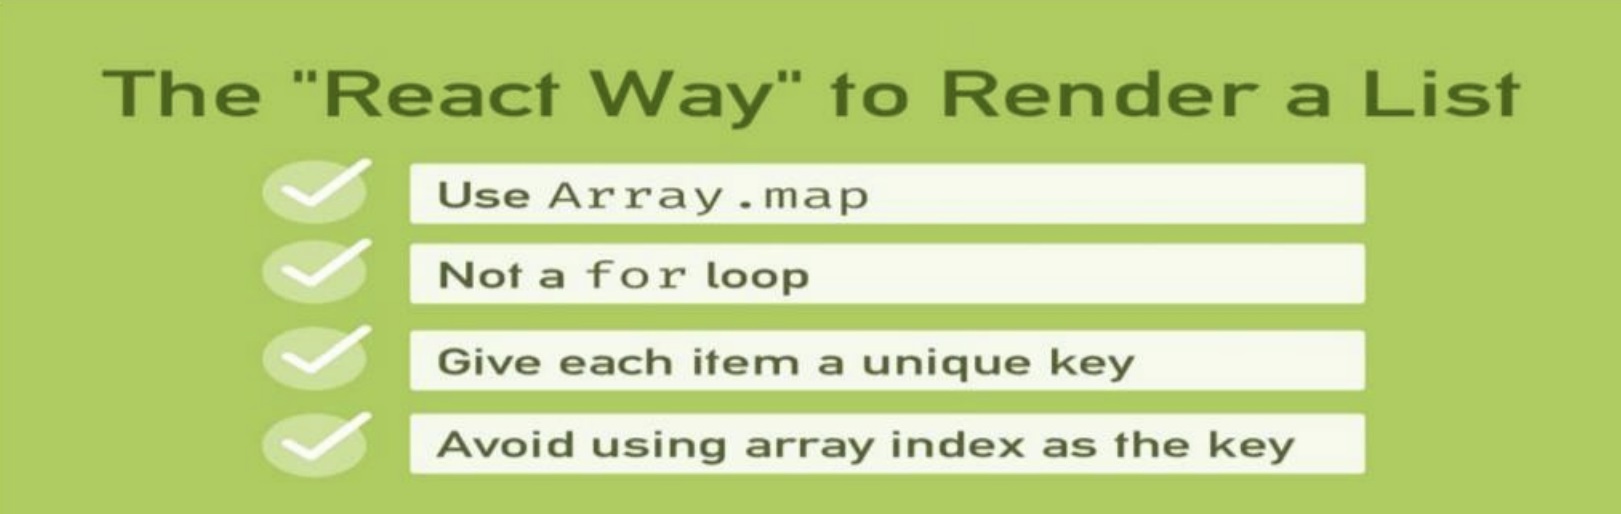 The "React Way" to Render a List
Use Array.map
Not a for loop
Give each item a unique key
Avoid using array index as the key